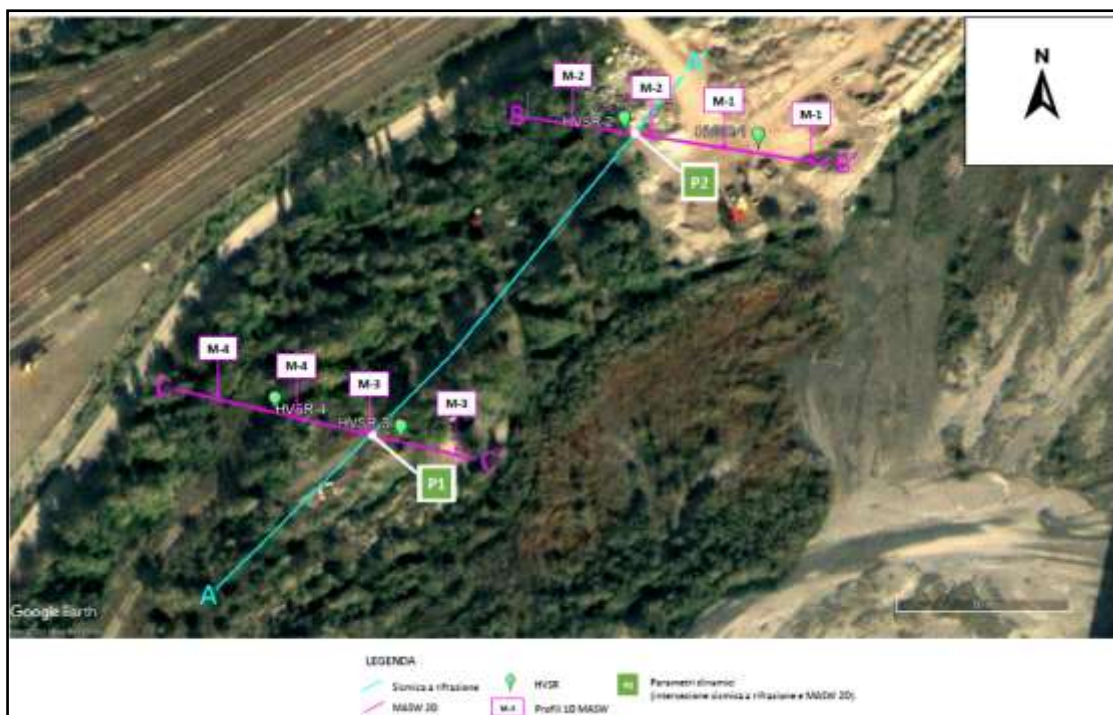 N
A'
M-2
M-2
M-1
M-1
B
HVSR-2
B'
P2
M-4
M-4
M-3
M-3
C
HVSR-4
HVSR-3
C'
P1
A
Google Earth
LEGENDA
Sismica a rifrazione
HVSR
Parametri dinamici
(intersezione sismica a rifrazione e MASW 2D)
MASW 2D
Profili 1D MASW